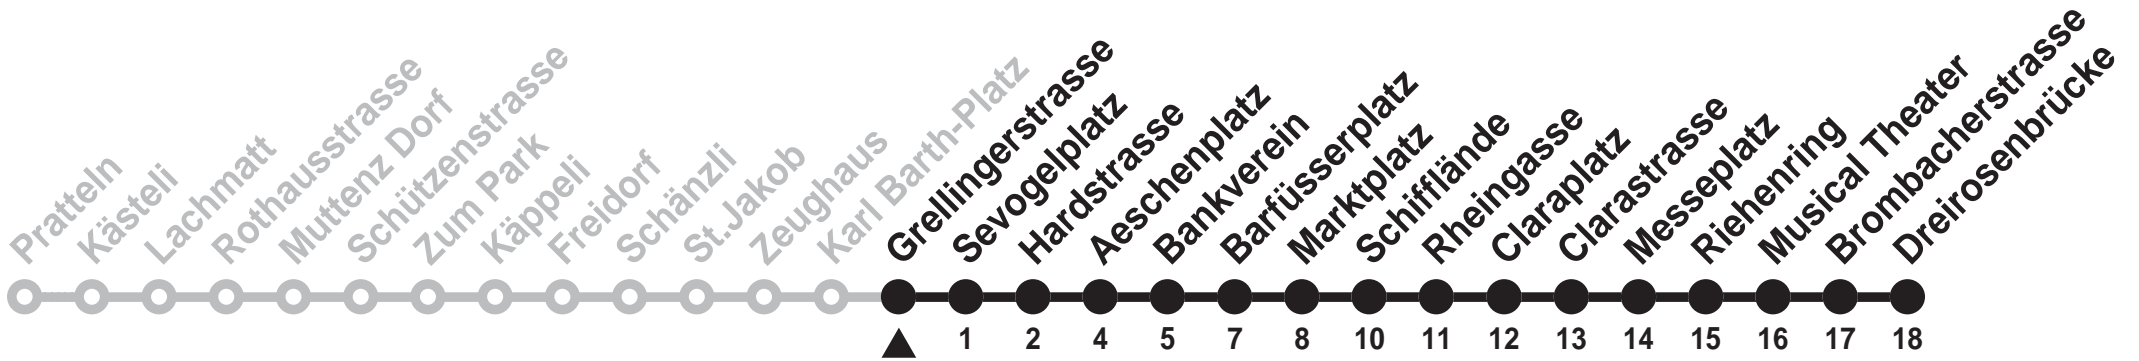 Pratteln
Kästeli
Lachmatt
Rothausstrasse
Muttenz Dorf
Schützenstrasse
Zum Park
Käppeli
Freidorf
Schänzli
St.Jakob
Zeughaus
Karl Barth-Platz
Grellingerstrasse
Sevogelplatz
Hardstrasse
Aeschenplatz
Bankverein
Barfüsserplatz
Marktplatz
Schifflände
Rheingasse
Claraplatz
Clarastrasse
Messeplatz
Riehenring
Musical Theater
Brombacherstrasse
Dreirosenbrücke
1 2 4 5 7 8 10 11 12 13 14 15 16 17 18